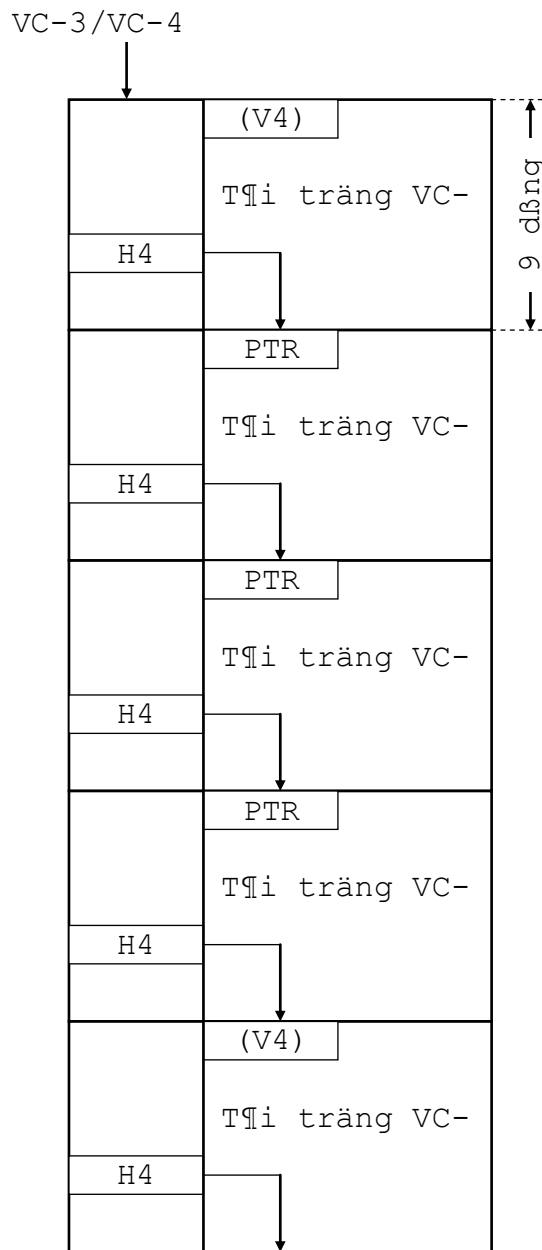 VC-3/VC-4
(V4)
T¶i träng VC-
9 dßng
H4
PTR
T¶i träng VC-
H4
PTR
T¶i träng VC-
H4
PTR
T¶i träng VC-
H4
(V4)
T¶i träng VC-
H4